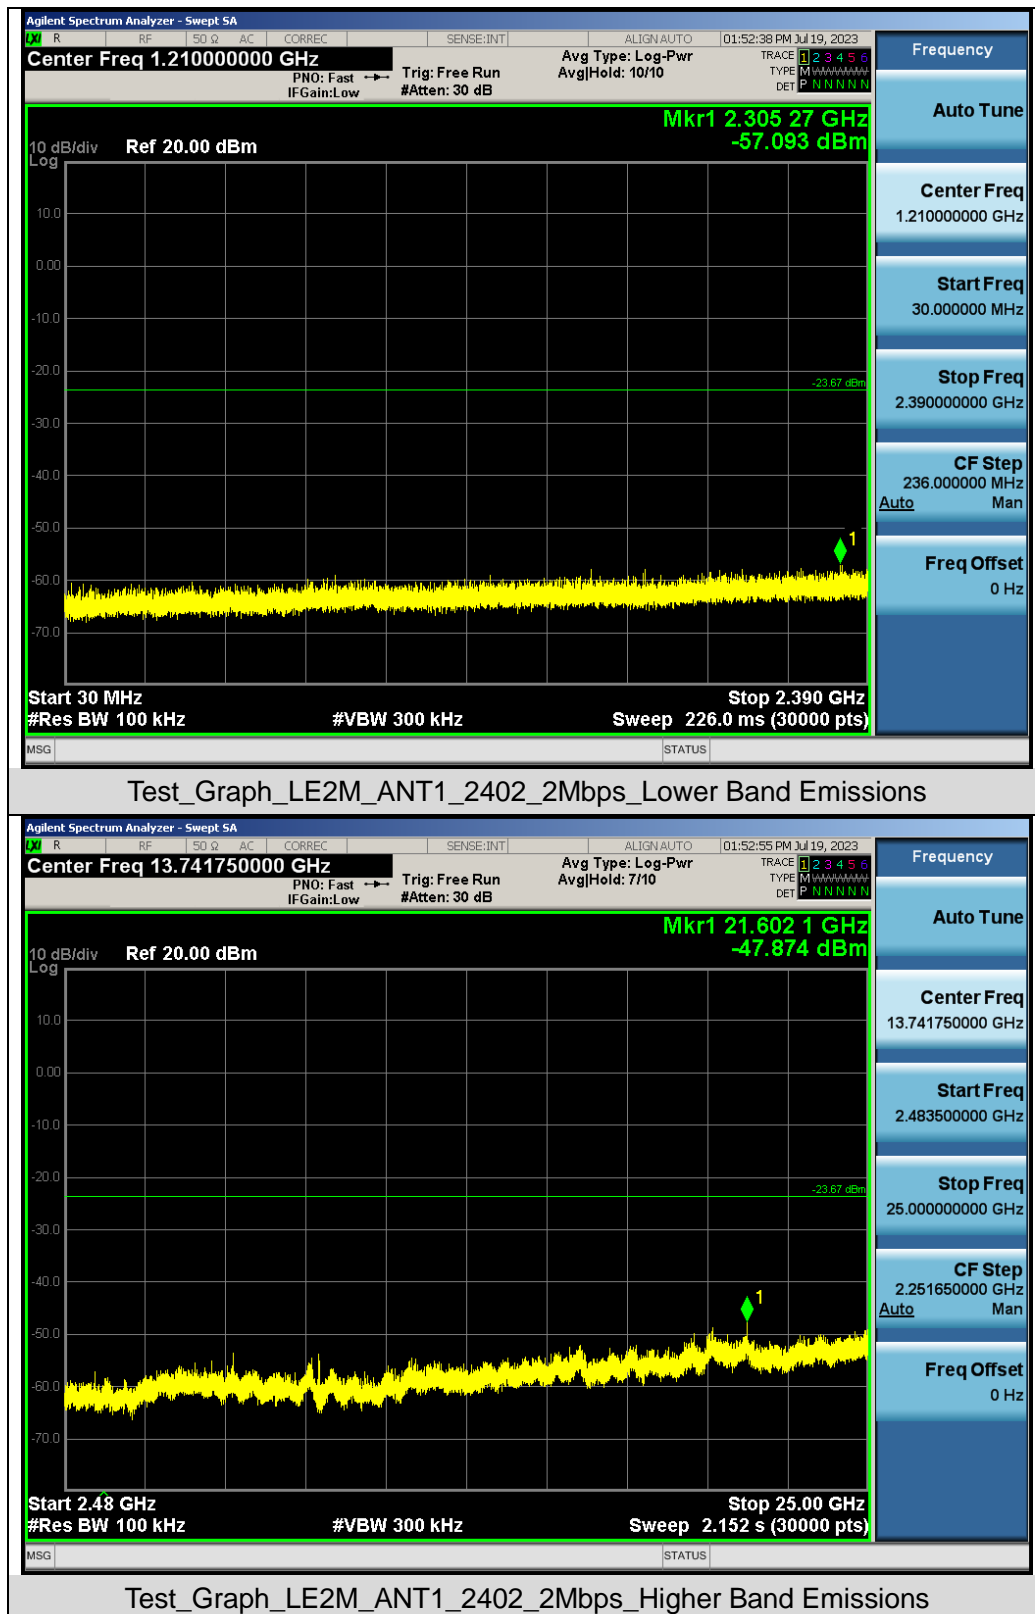 Agilent Spectrum Analyzer - Swept SA
LXI R RF 50 Ω AC CORREC SENSE:INT ALIGN AUTO 01:52:38 PM Jul 19, 2023
Center Freq 1.210000000 GHz
PNO: Fast
IFGain:Low
Trig: Free Run
#Atten: 30 dB
Avg Type: Log-Pwr
Avg|Hold: 10/10
TRACE 1 2 3 4 5 6
TYPE M WWWWW
DET P N N N N N
Mkr1 2.305 27 GHz
-57.093 dBm
10 dB/div Ref 20.00 dBm
Log
10.0
0.00
-10.0
-20.0
-23.67 dBm
-30.0
-40.0
-50.0
1
-60.0
-70.0
Start 30 MHz Stop 2.390 GHz
#Res BW 100 kHz #VBW 300 kHz Sweep 226.0 ms (30000 pts)
MSG STATUS
Frequency
Auto Tune
Center Freq
1.210000000 GHz
Start Freq
30.000000 MHz
Stop Freq
2.390000000 GHz
CF Step
236.000000 MHz
Auto Man
Freq Offset
0 Hz
Test_Graph_LE2M_ANT1_2402_2Mbps_Lower Band Emissions
Agilent Spectrum Analyzer - Swept SA
LXI R RF 50 Ω AC CORREC SENSE:INT ALIGN AUTO 01:52:55 PM Jul 19, 2023
Center Freq 13.741750000 GHz
PNO: Fast
IFGain:Low
Trig: Free Run
#Atten: 30 dB
Avg Type: Log-Pwr
Avg|Hold: 7/10
TRACE 1 2 3 4 5 6
TYPE M WWWWW
DET P N N N N N
Mkr1 21.602 1 GHz
-47.874 dBm
10 dB/div Ref 20.00 dBm
Log
10.0
0.00
-10.0
-20.0
-23.67 dBm
-30.0
-40.0
1
-50.0
-60.0
-70.0
Start 2.48 GHz Stop 25.00 GHz
#Res BW 100 kHz #VBW 300 kHz Sweep 2.152 s (30000 pts)
MSG STATUS
Frequency
Auto Tune
Center Freq
13.741750000 GHz
Start Freq
2.483500000 GHz
Stop Freq
25.000000000 GHz
CF Step
2.251650000 GHz
Auto Man
Freq Offset
0 Hz
Test_Graph_LE2M_ANT1_2402_2Mbps_Higher Band Emissions